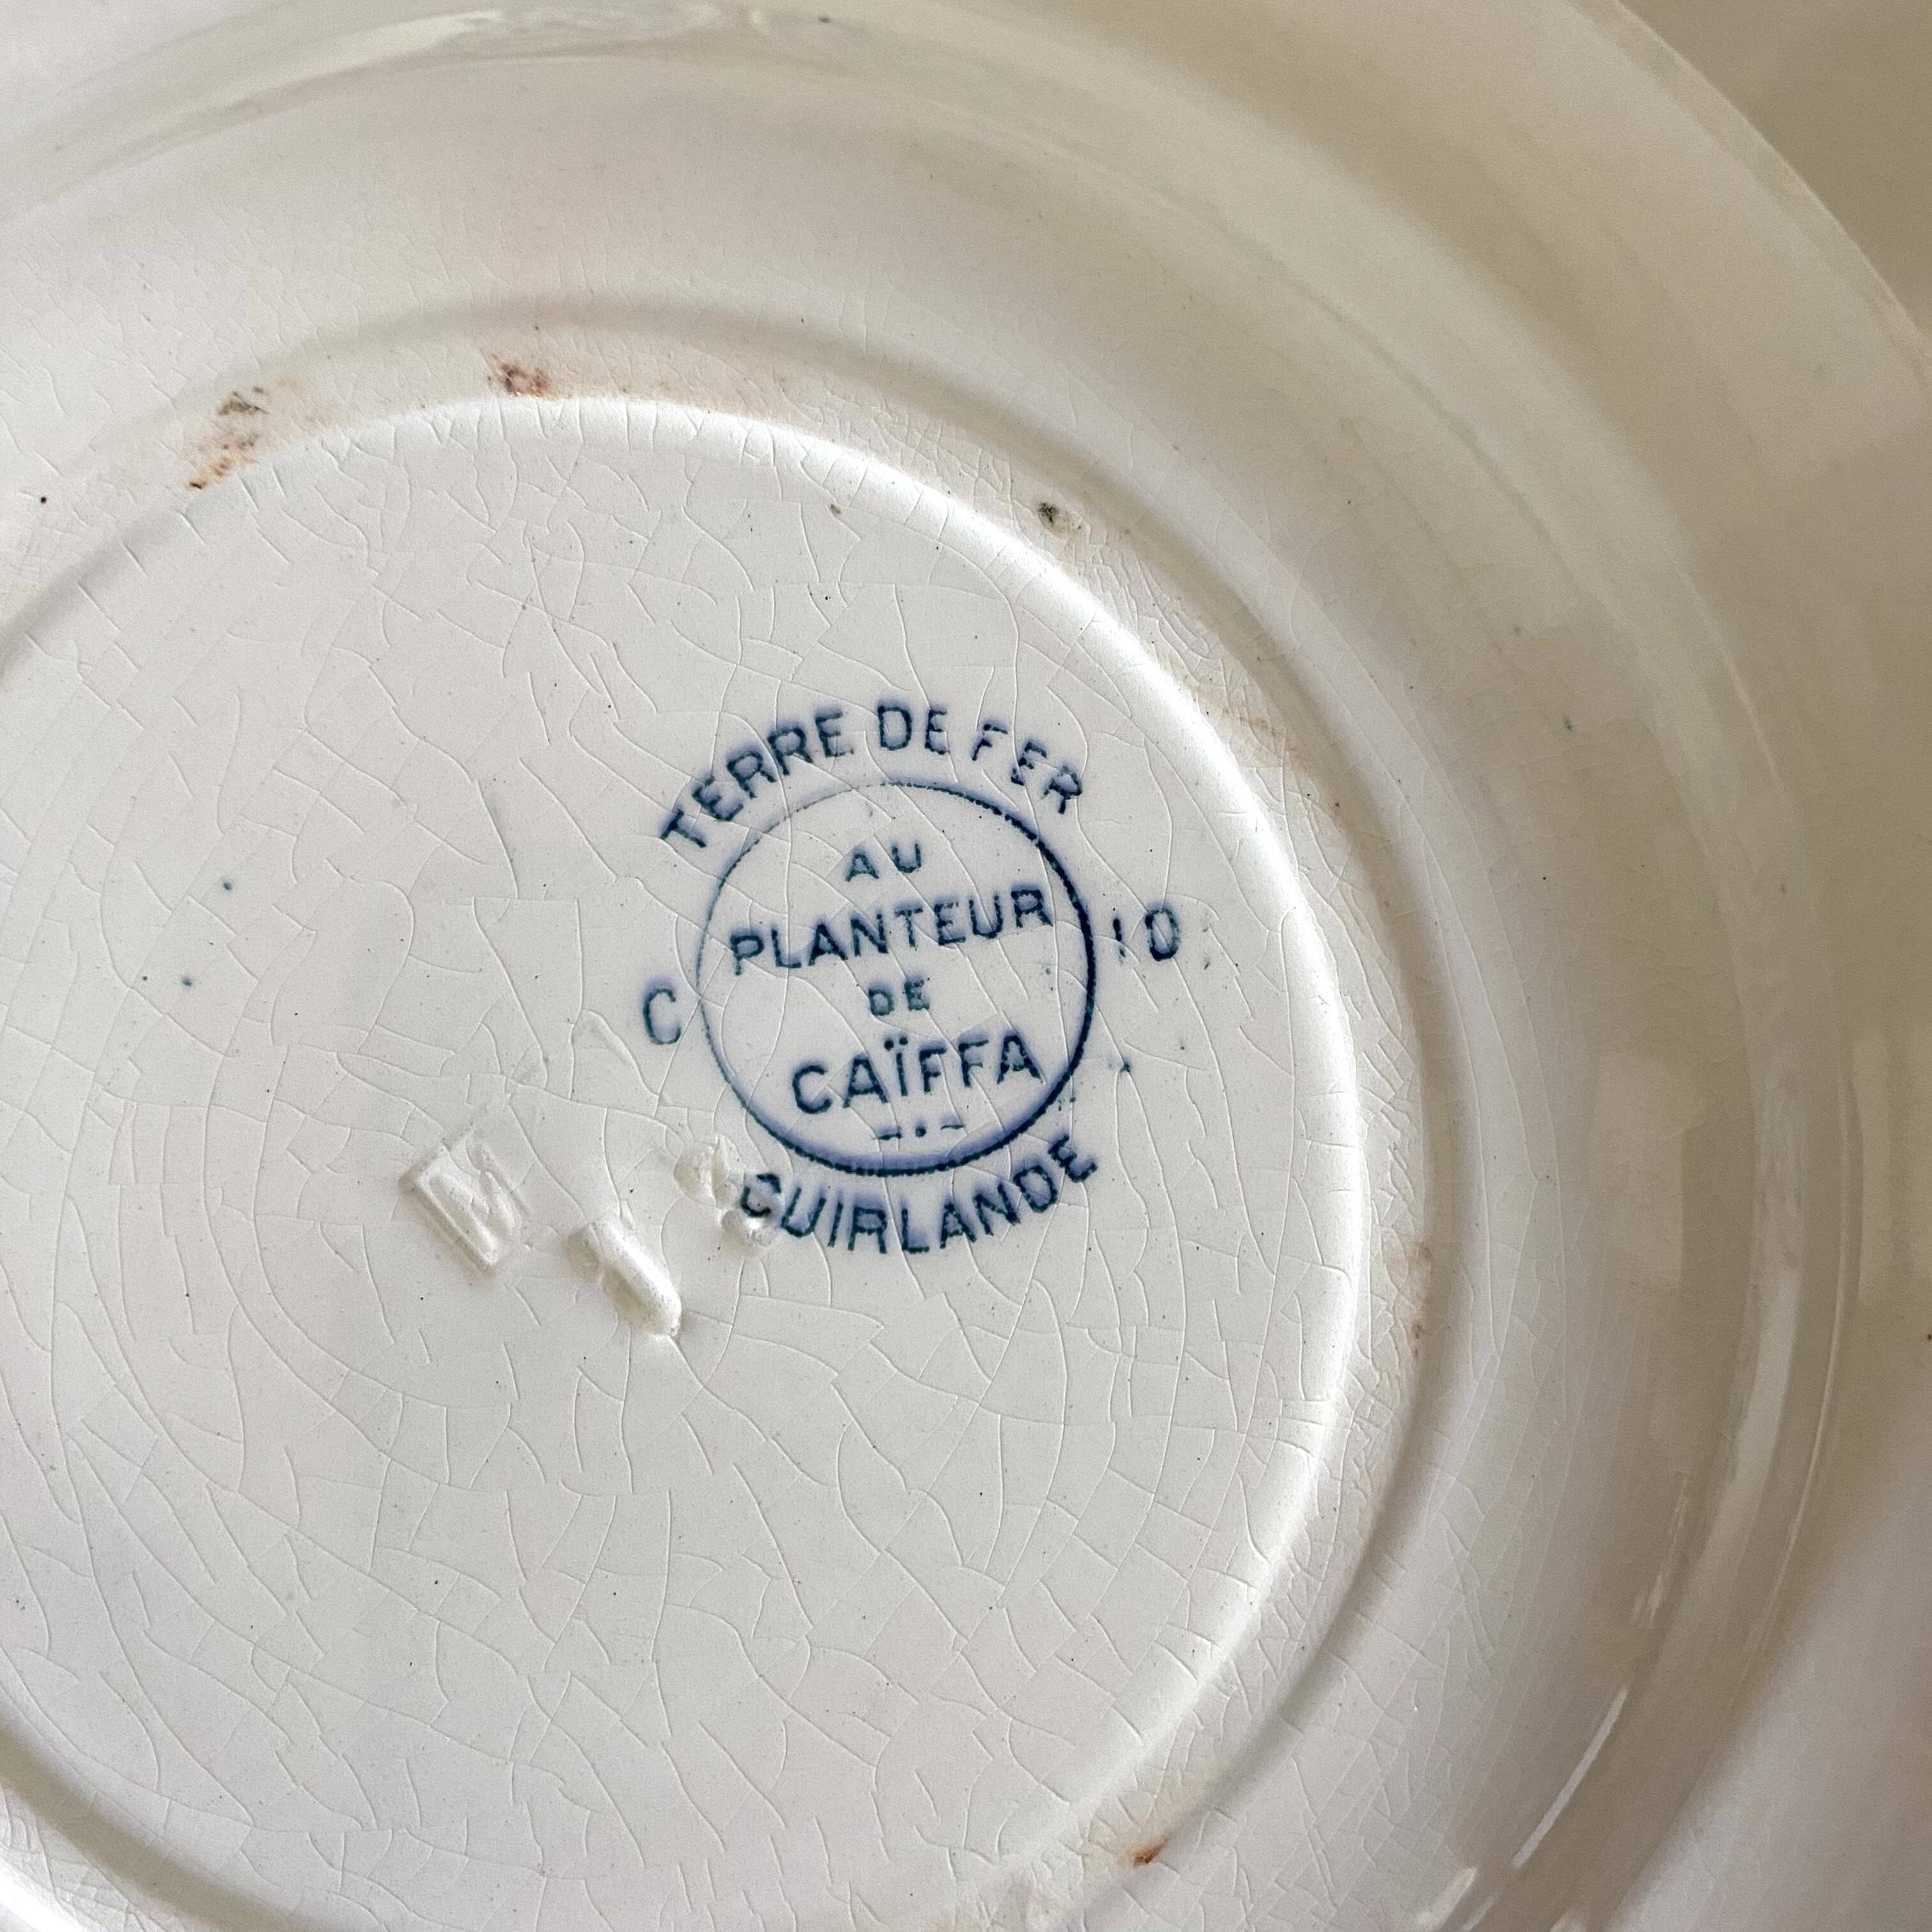 TERRE DE FER
AU
PLANTEUR
DE
CAÏFFA
C
10
GUIRLANDE
M